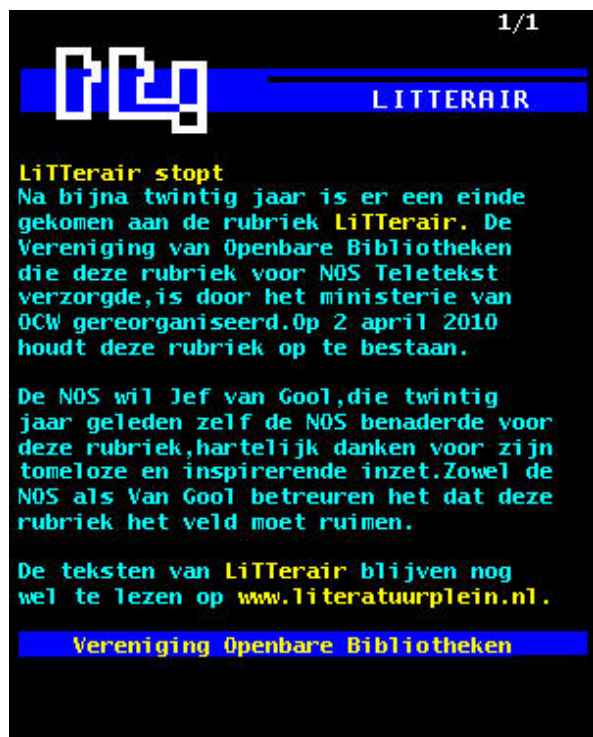 1/1
LITTERAIR
LiTTerair stopt
Na bijna twintig jaar is er een einde
gekomen aan de rubriek LiTTerair. De
Vereniging van Openbare Bibliotheken
die deze rubriek voor NOS Teletekst
verzorgde,is door het ministerie van
OCW gereorganiseerd.Op 2 april 2010
houdt deze rubriek op te bestaan.
De NOS wil Jef van Gool,die twintig
jaar geleden zelf de NOS benaderde voor
deze rubriek,hartelijk danken voor zijn
tomeloze en inspirerende inzet.Zowel de
NOS als Van Gool betreuren het dat deze
rubriek het veld moet ruimen.
De teksten van LiTTerair blijven nog
wel te lezen op www.literatuurplein.nl.
Vereniging Openbare Bibliotheken